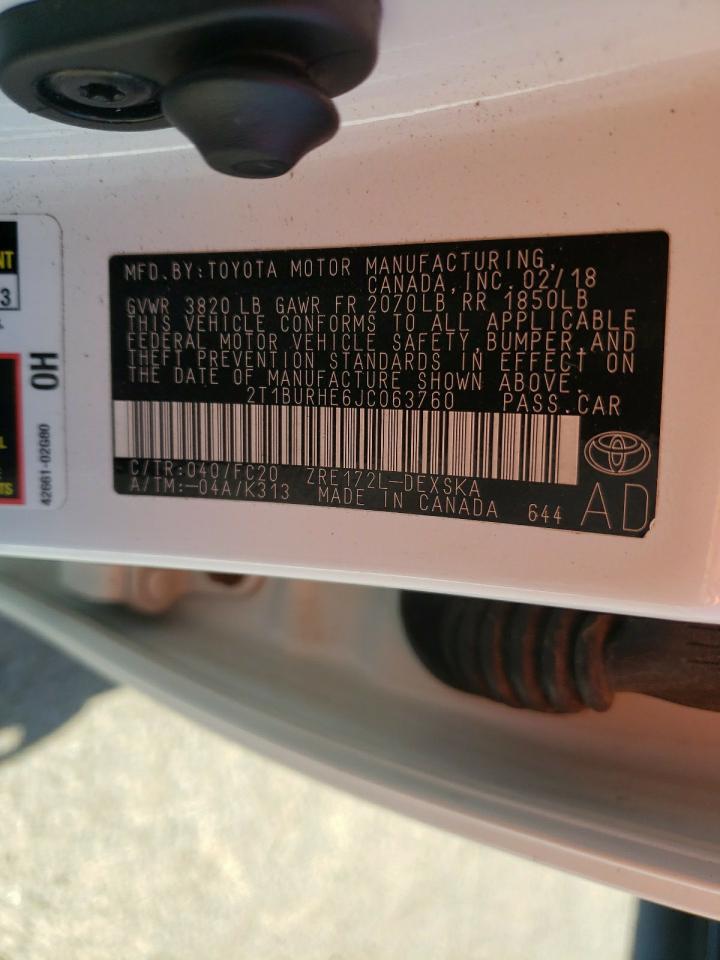 MFD.BY:TOYOTA MOTOR MANUFACTURING,
CANADA,INC.02/18
GVWR 3820 LB GAWR FR 2070LB RR 1850LB
THIS VEHICLE CONFORMS TO ALL APPLICABLE
FEDERAL MOTOR VEHICLE SAFETY,BUMPER,AND
THEFT PREVENTION STANDARDS IN EFFECT ON
THE DATE OF MANUFACTURE SHOWN ABOVE.
2T1BURHE6JC063760 PASS.CAR
C/TR:040/FC20 ZRE172L-DEXSKA
A/TM:-04A/K313 MADE IN CANADA 644
AD
NT
3
TS
OH
42661-02G80